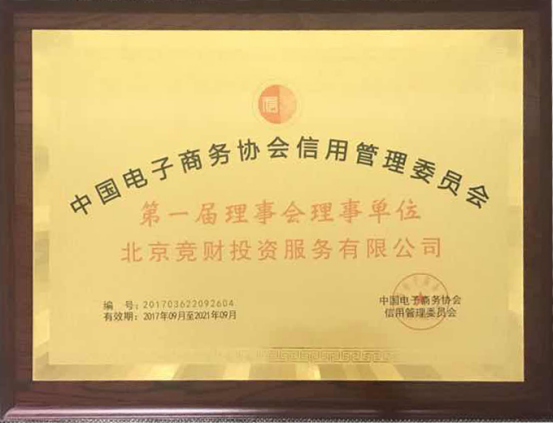 信
中国电子商务协会信用管理委员会
第一届理事会理事单位
北京竞财投资服务有限公司
编 号:201703622092604
有效期:2017年09月至2021年09月
中国电子商务协会
信用管理委员会